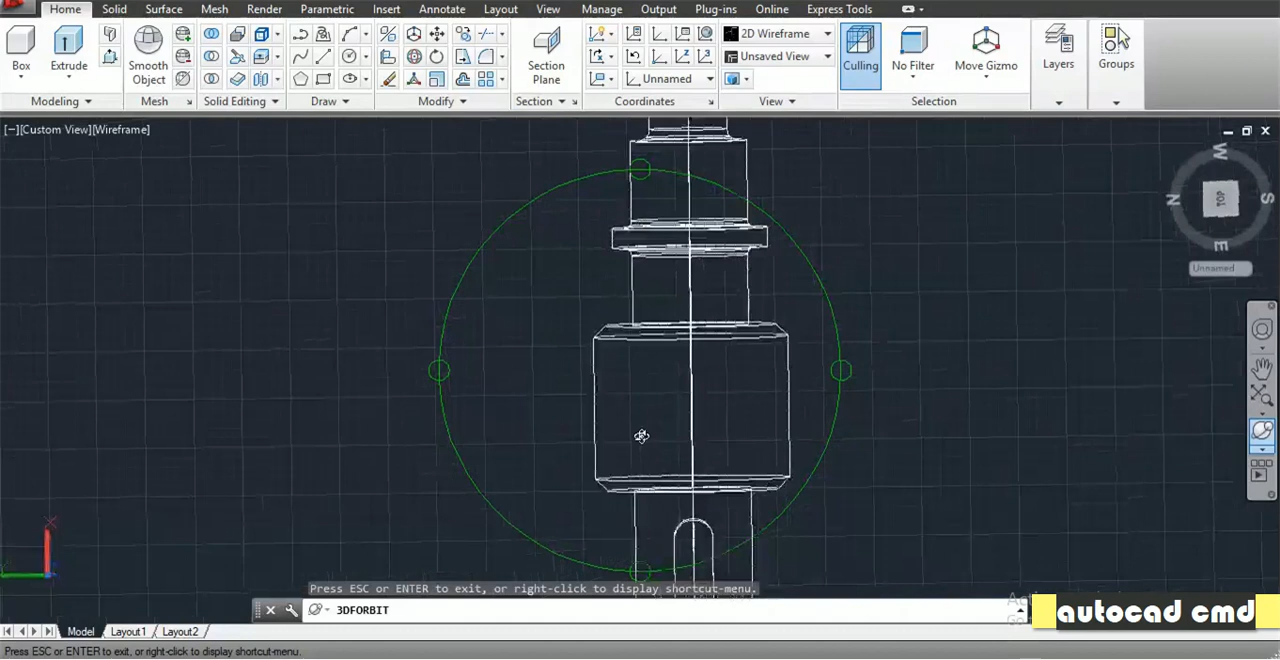 Home Solid Surface Mesh Render Parametric Insert Annotate Layout View Manage Output Plug-ins Online Express Tools
2D Wireframe
Unsaved View
Unnamed
Box Extrude Smooth Object Section Plane Culling No Filter Move Gizmo Layers Groups
Modeling Mesh Solid Editing Draw Modify Section Coordinates View Selection
[−][Custom View][Wireframe]
W
N TOP S
E
Unnamed
X
Press ESC or ENTER to exit, or right-click to display shortcut-menu.
3DFORBIT
autocad cmd
Model Layout1 Layout2
Press ESC or ENTER to exit, or right-click to display shortcut-menu.